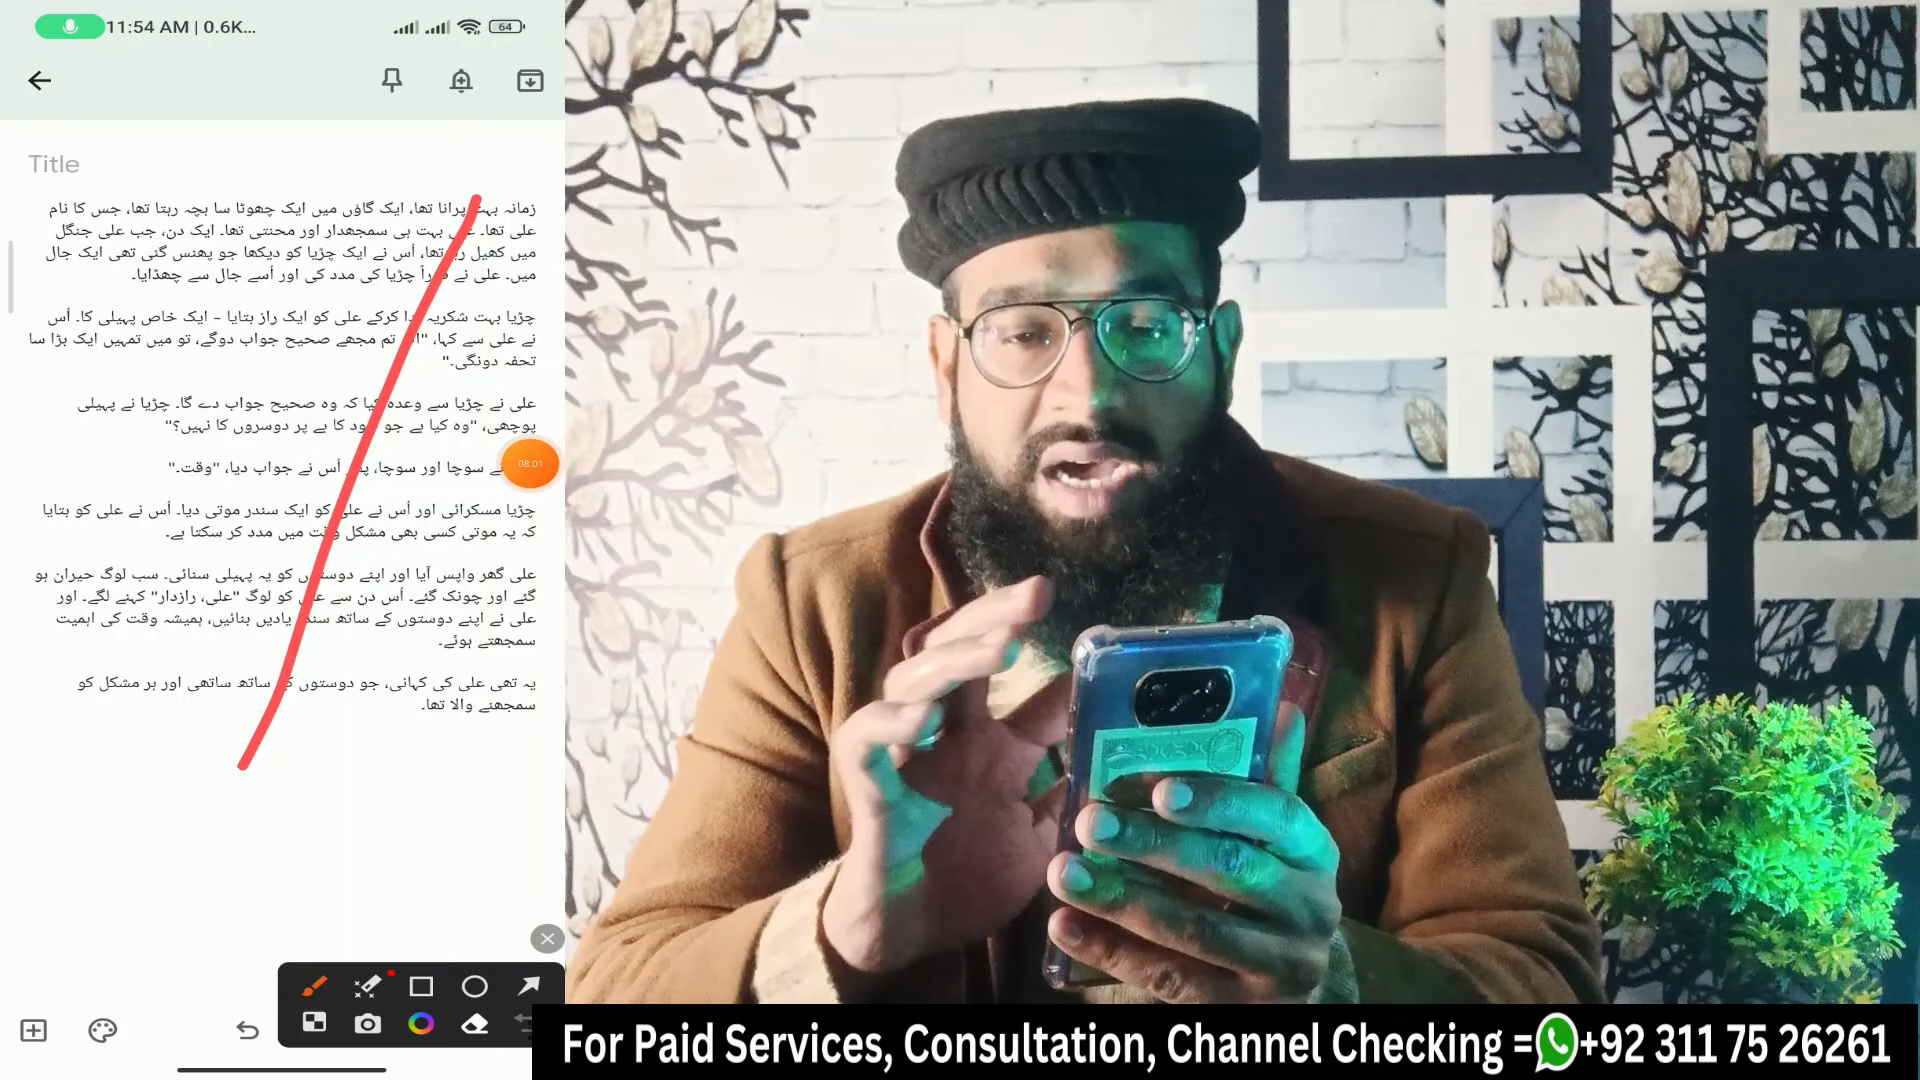 11:54 AM | 0.6K...
64
Title
زمانہ بہت پرانا تھا، ایک گاؤں میں ایک چھوٹا سا بچہ رہتا تھا، جس کا نام
علی تھا۔ بہت ہی سمجھدار اور محنتی تھا۔ ایک دن، جب علی جنگل
میں کھیل رہا تھا، اُس نے ایک چڑیا کو دیکھا جو پھنس گئی تھی ایک جال
میں۔ علی نے فوراً چڑیا کی مدد کی اور اُسے جال سے چھڈایا۔
چڑیا بہت شکریہ ادا کرکے علی کو ایک راز بتایا - ایک خاص پہیلی کا۔ اُس
نے علی سے کہا، "اگر تم مجھے صحیح جواب دوگے، تو میں تمہیں ایک بڑا سا
تحفہ دونگی۔"
علی نے چڑیا سے وعدہ کیا کہ وہ صحیح جواب دے گا۔ چڑیا نے پہیلی
پوچھی، "وہ کیا ہے جو خود کا ہے پر دوسروں کا نہیں؟"
نے سوچا اور سوچا، پھر اُس نے جواب دیا، "وقت۔"
08:01
چڑیا مسکرائی اور اُس نے علی کو ایک سندر موتی دیا۔ اُس نے علی کو بتایا
کہ یہ موتی کسی بھی مشکل وقت میں مدد کر سکتا ہے۔
علی گھر واپس آیا اور اپنے دوستوں کو یہ پہیلی سنائی۔ سب لوگ حیران ہو
گئے اور چونک گئے۔ اُس دن سے علی کو لوگ "علی، رازدار" کہنے لگے۔ اور
علی نے اپنے دوستوں کے ساتھ سندر یادیں بنائیں، ہمیشہ وقت کی اہمیت
سمجھتے ہوئے۔
یہ تھی علی کی کہانی، جو دوستوں کے ساتھ ساتھی اور ہر مشکل کو
سمجھنے والا تھا۔
For Paid Services, Consultation, Channel Checking =+92 311 75 26261